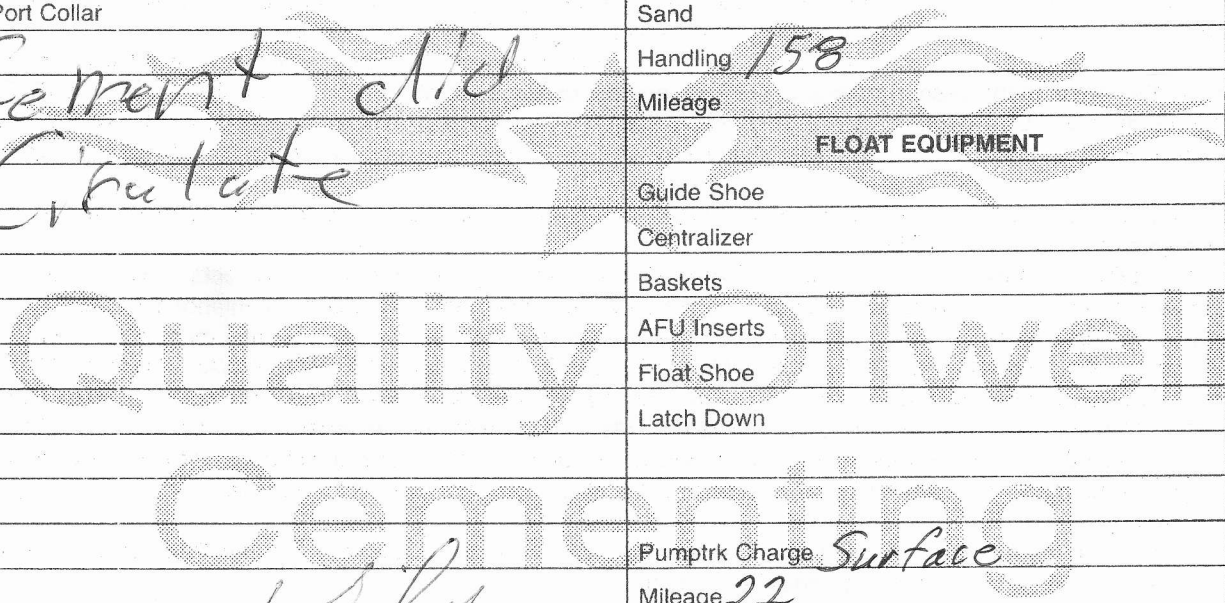 Port Collar
Cement did
Cirulate
Sand
Handling 158
Mileage
FLOAT EQUIPMENT
Guide Shoe
Centralizer
Baskets
AFU Inserts
Float Shoe
Latch Down
Pumptrk Charge Surface
Mileage 22
Quality Oilwell
Cementing